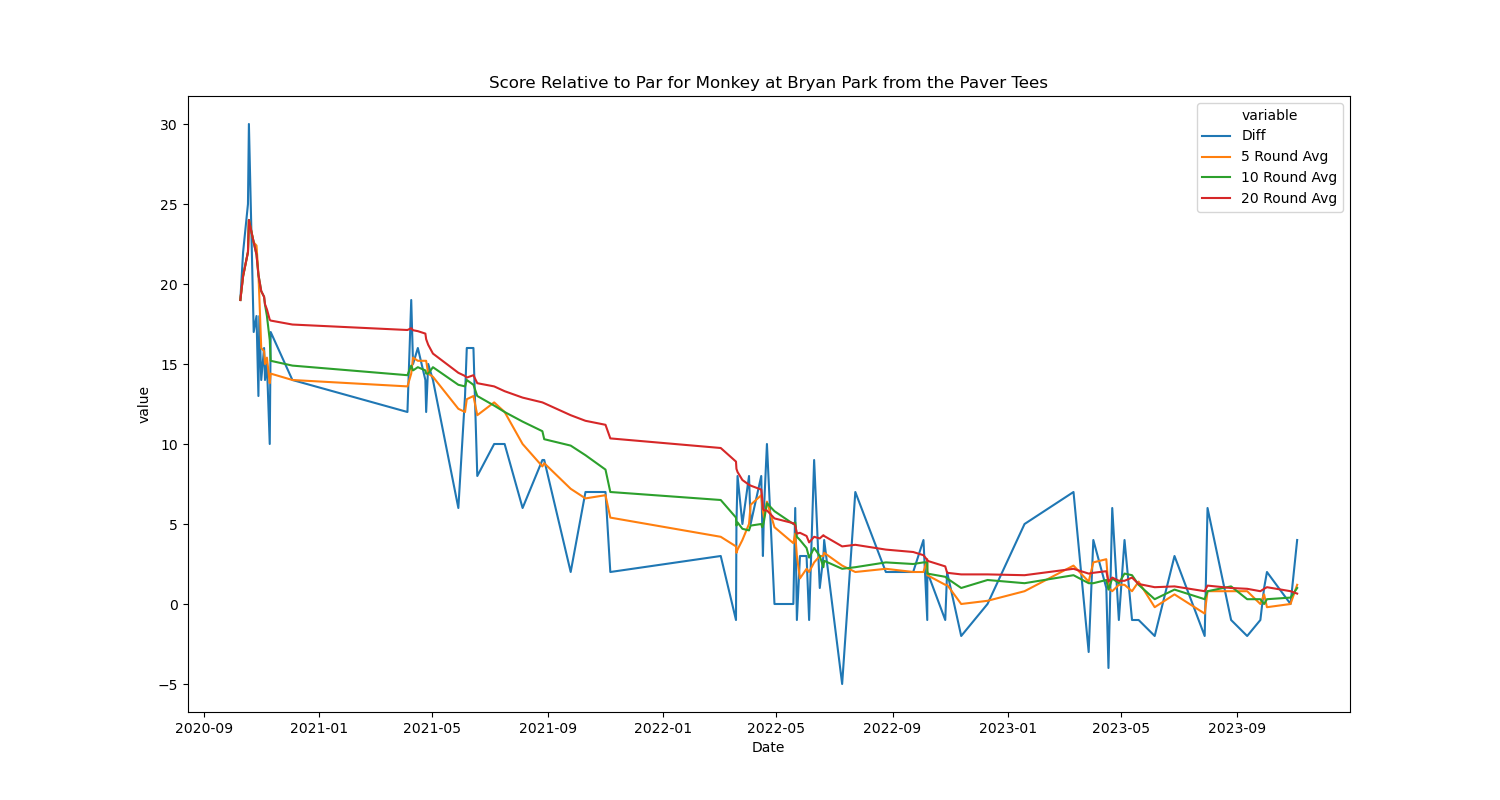 Score Relative to Par for Monkey at Bryan Park from the Paver Tees
variable
Diff
5 Round Avg
10 Round Avg
20 Round Avg
30
25
20
15
10
5
0
−5
value
2020-09 2021-01 2021-05 2021-09 2022-01 2022-05 2022-09 2023-01 2023-05 2023-09
Date